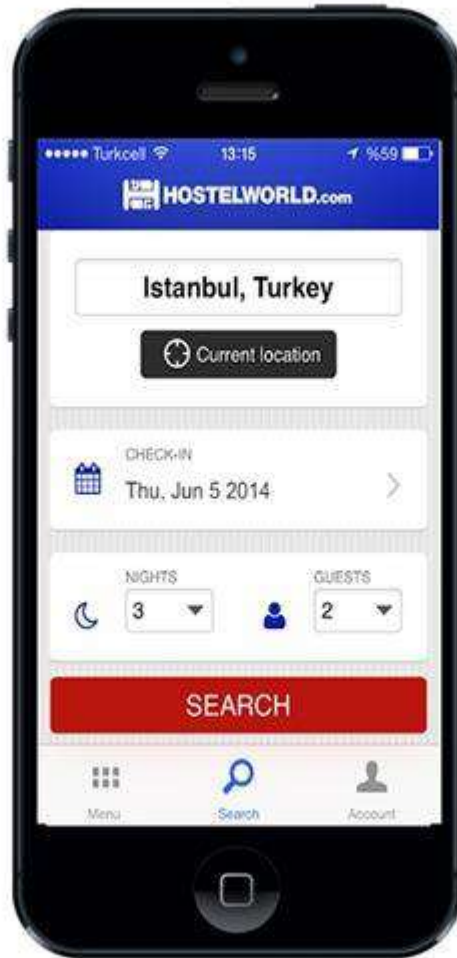 Turkcell 13:15 %59
HOSTELWORLD.com
Istanbul, Turkey
Current location
CHECK-IN
Thu, Jun 5 2014
NIGHTS GUESTS
3 2
SEARCH
Menu Search Account